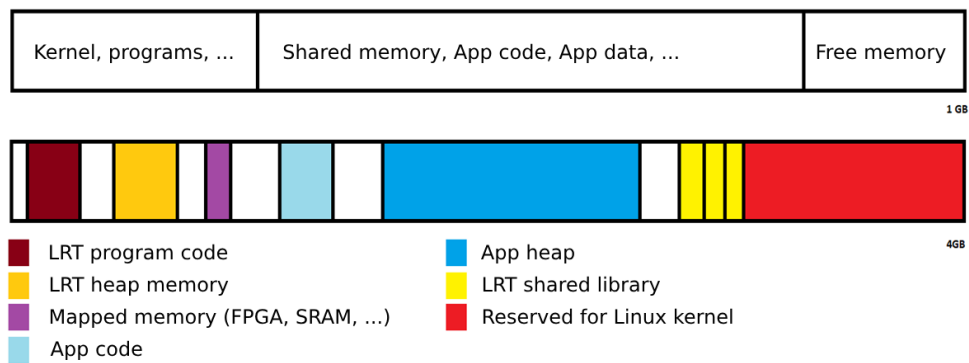 Kernel, programs, ...
Shared memory, App code, App data, ...
Free memory
1 GB
4GB
LRT program code
LRT heap memory
Mapped memory (FPGA, SRAM, ...)
App code
App heap
LRT shared library
Reserved for Linux kernel